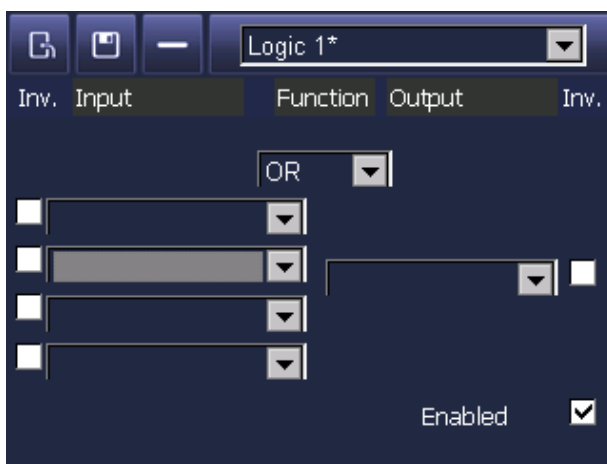 Logic 1*
Inv. Input Function Output Inv.
OR
Enabled